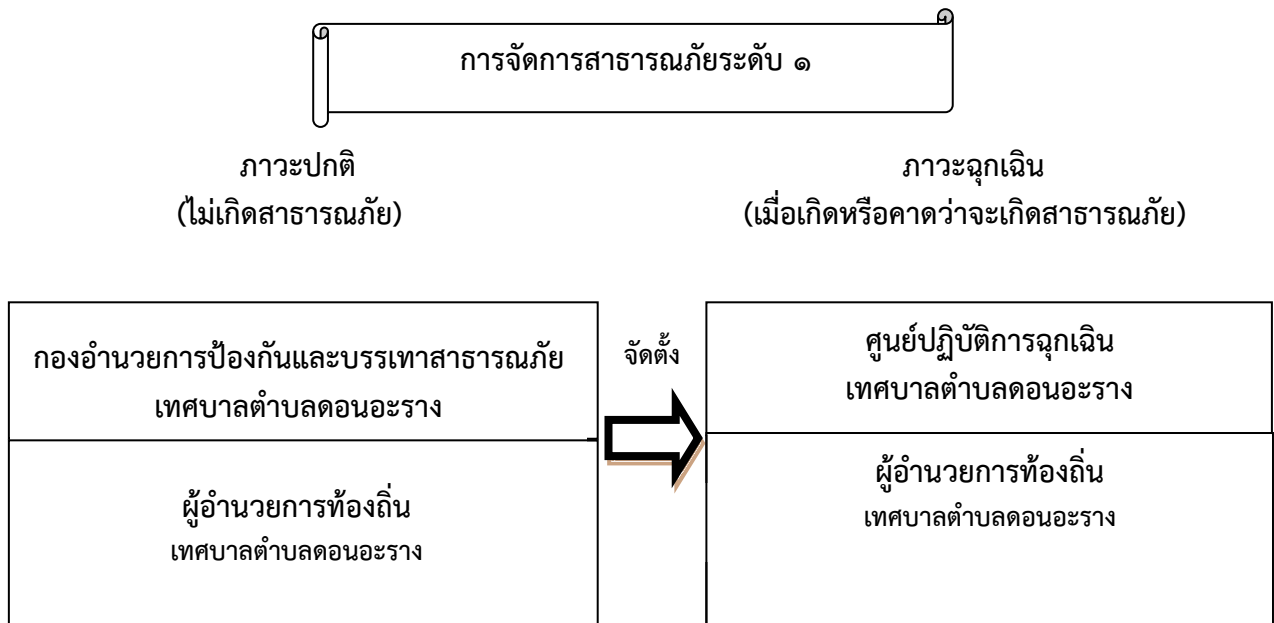 การจัดการสาธารณภัยระดับ ๑
ภาวะปกติ
(ไม่เกิดสาธารณภัย)
ภาวะฉุกเฉิน
(เมื่อเกิดหรือคาดว่าจะเกิดสาธารณภัย)
กองอำนวยการป้องกันและบรรเทาสาธารณภัย
เทศบาลตำบลดอนอะราง
ผู้อำนวยการท้องถิ่น
เทศบาลตำบลดอนอะราง
จัดตั้ง
ศูนย์ปฏิบัติการฉุกเฉิน
เทศบาลตำบลดอนอะราง
ผู้อำนวยการท้องถิ่น
เทศบาลตำบลดอนอะราง